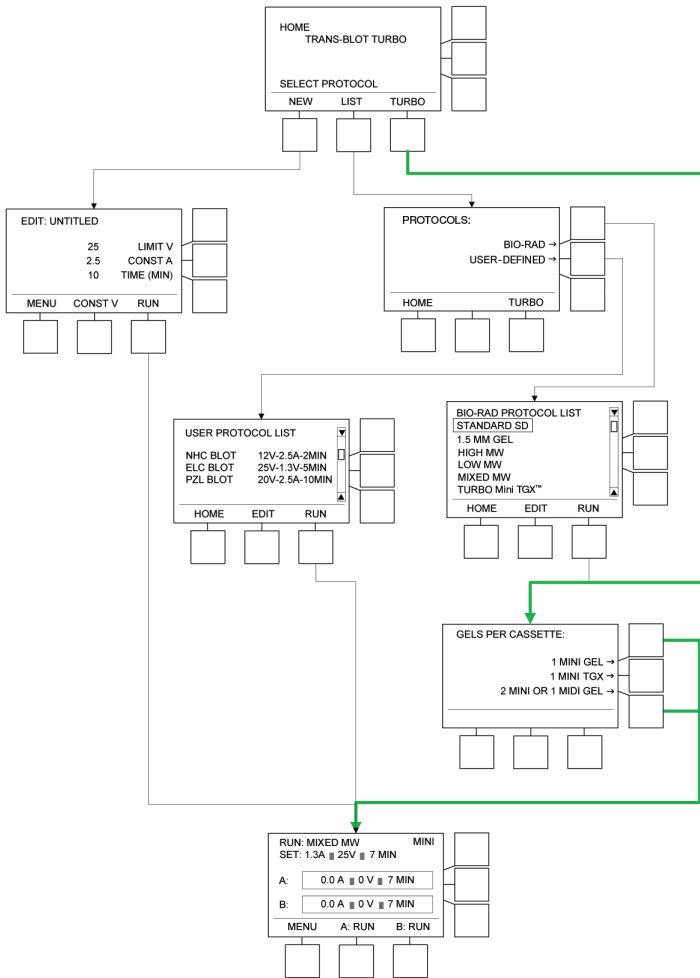 HOME
TRANS-BLOT TURBO
SELECT PROTOCOL
NEW LIST TURBO
EDIT: UNTITLED
25 LIMIT V
2.5 CONST A
10 TIME (MIN)
MENU CONST V RUN
PROTOCOLS:
BIO-RAD →
USER-DEFINED →
HOME TURBO
USER PROTOCOL LIST
NHC BLOT 12V-2.5A-2MIN
ELC BLOT 25V-1.3V-5MIN
PZL BLOT 20V-2.5A-10MIN
HOME EDIT RUN
BIO-RAD PROTOCOL LIST
STANDARD SD
1.5 MM GEL
HIGH MW
LOW MW
MIXED MW
TURBO Mini TGX™
HOME EDIT RUN
GELS PER CASSETTE:
1 MINI GEL →
1 MINI TGX →
2 MINI OR 1 MIDI GEL →
RUN: MIXED MW MINI
SET: 1.3A 25V 7 MIN
A: 0.0 A 0 V 7 MIN
B: 0.0 A 0 V 7 MIN
MENU A: RUN B: RUN